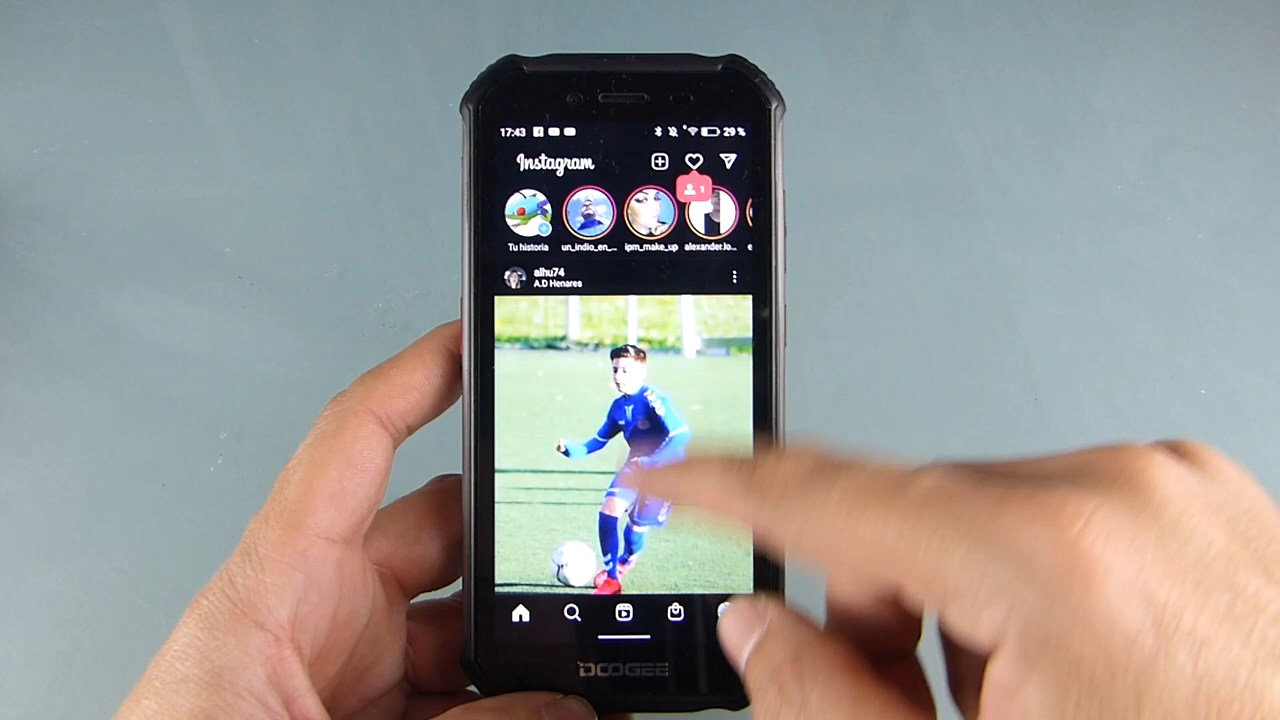 17:43 29%
Instagram
1
Tu historia un_indio_en_... ipm_make_up alexander.lo... e
alhu74
A.D Henares
DOOGEE